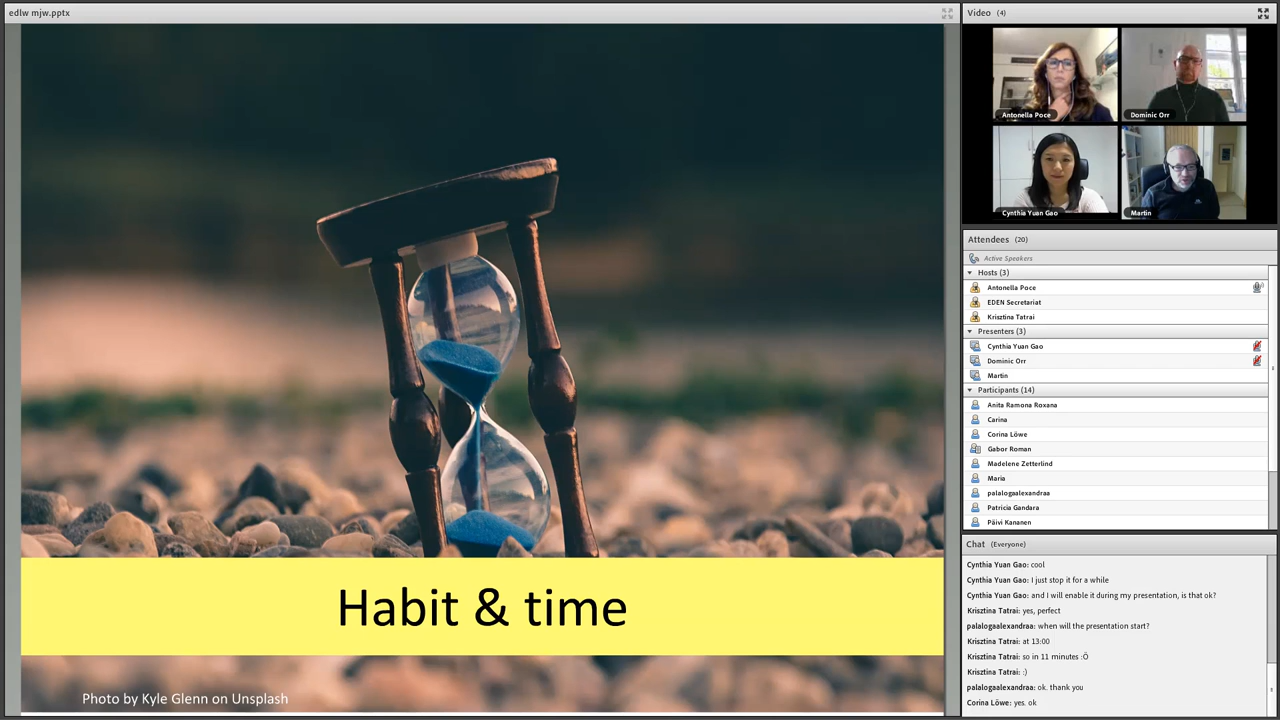 edlw mjw.pptx
Habit & time
Photo by Kyle Glenn on Unsplash
Video (4)
Antonella Poce
Dominic Orr
Cynthia Yuan Gao
Martin
Attendees (20)
Active Speakers
Hosts (3)
Antonella Poce
EDEN Secretariat
Krisztina Tatrai
Presenters (3)
Cynthia Yuan Gao
Dominic Orr
Martin
Participants (14)
Anita Ramona Roxana
Carina
Corina Löwe
Gabor Roman
Madelene Zetterlind
Maria
palalogaalexandraa
Patricia Gandara
Päivi Kananen
Chat (Everyone)
Cynthia Yuan Gao: cool
Cynthia Yuan Gao: I just stop it for a while
Cynthia Yuan Gao: and I will enable it during my presentation, is that ok?
Krisztina Tatrai: yes, perfect
palalogaalexandraa: when will the presentation start?
Krisztina Tatrai: at 13:00
Krisztina Tatrai: so in 11 minutes :Ö
Krisztina Tatrai: :)
palalogaalexandraa: ok. thank you
Corina Löwe: yes. ok